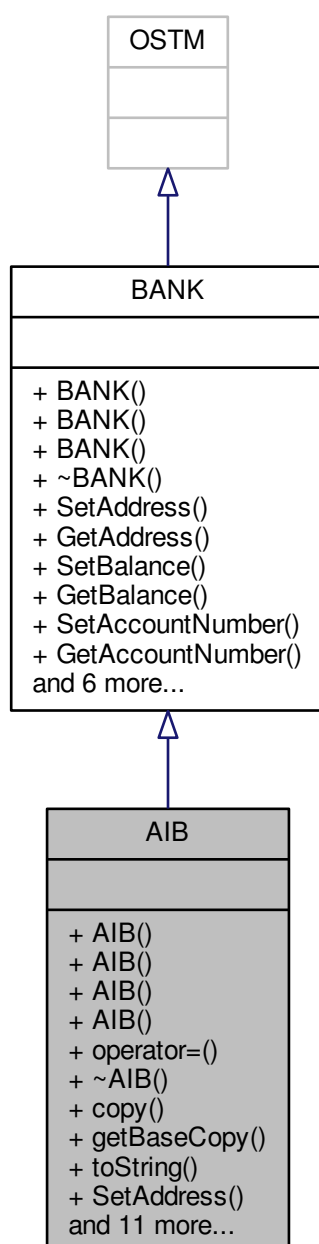 OSTM
BANK
+ BANK()
+ BANK()
+ BANK()
+ ~BANK()
+ SetAddress()
+ GetAddress()
+ SetBalance()
+ GetBalance()
+ SetAccountNumber()
+ GetAccountNumber()
and 6 more...
AIB
+ AIB()
+ AIB()
+ AIB()
+ AIB()
+ operator=()
+ ~AIB()
+ copy()
+ getBaseCopy()
+ toString()
+ SetAddress()
and 11 more...